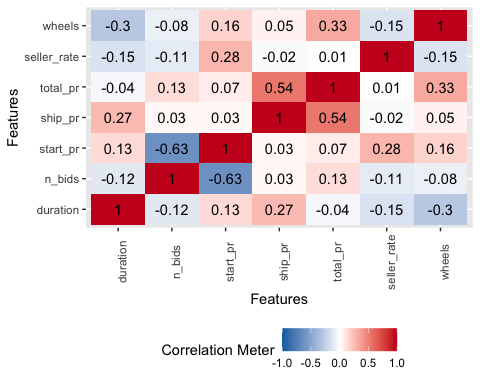 wheels -0.3 -0.08 0.16 0.05 0.33 -0.15 1
seller_rate -0.15 -0.11 0.28 -0.02 0.01 1 -0.15
total_pr -0.04 0.13 0.07 0.54 1 0.01 0.33
ship_pr 0.27 0.03 0.03 1 0.54 -0.02 0.05
start_pr 0.13 -0.63 1 0.03 0.07 0.28 0.16
n_bids -0.12 1 -0.63 0.03 0.13 -0.11 -0.08
duration 1 -0.12 0.13 0.27 -0.04 -0.15 -0.3
Features
duration n_bids start_pr ship_pr total_pr seller_rate wheels
Features
Correlation Meter
-1.0 -0.5 0.0 0.5 1.0